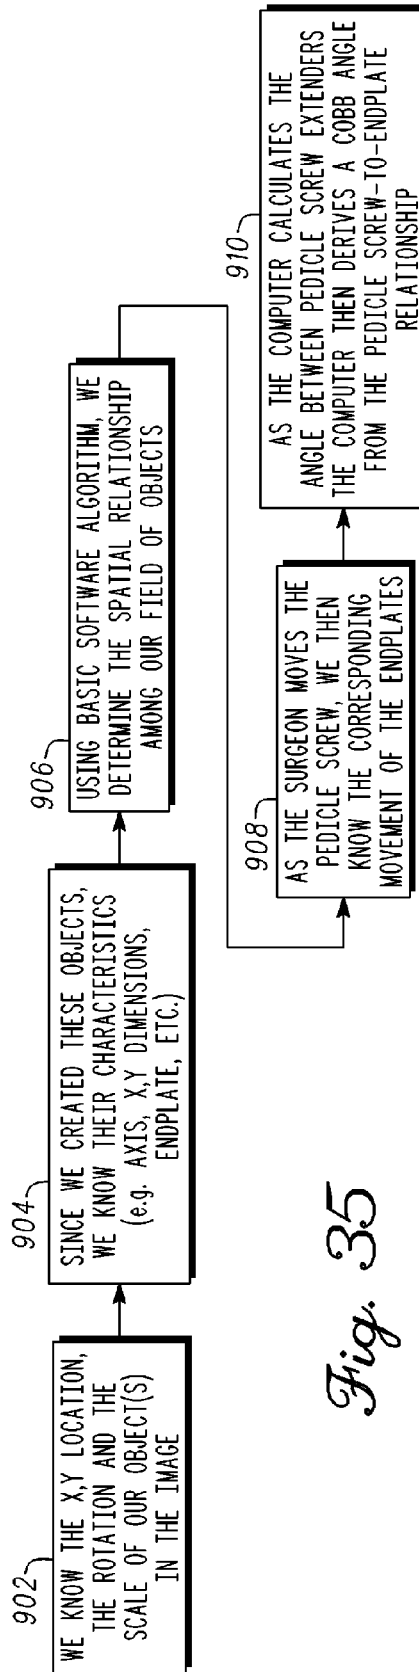 902
WE KNOW THE X,Y LOCATION,
THE ROTATION AND THE
SCALE OF OUR OBJECT(S)
IN THE IMAGE
904
SINCE WE CREATED THESE OBJECTS,
WE KNOW THEIR CHARACTERISTICS
(e.g. AXIS, X,Y DIMENSIONS,
ENDPLATE, ETC.)
906
USING BASIC SOFTWARE ALGORITHM, WE
DETERMINE THE SPATIAL RELATIONSHIP
AMONG OUR FIELD OF OBJECTS
908
AS THE SURGEON MOVES THE
PEDICLE SCREW, WE THEN
KNOW THE CORRESPONDING
MOVEMENT OF THE ENDPLATES
910
AS THE COMPUTER CALCULATES THE
ANGLE BETWEEN PEDICLE SCREW EXTENDERS
THE COMPUTER THEN DERIVES A COBB ANGLE
FROM THE PEDICLE SCREW-TO-ENDPLATE
RELATIONSHIP
Fig. 35